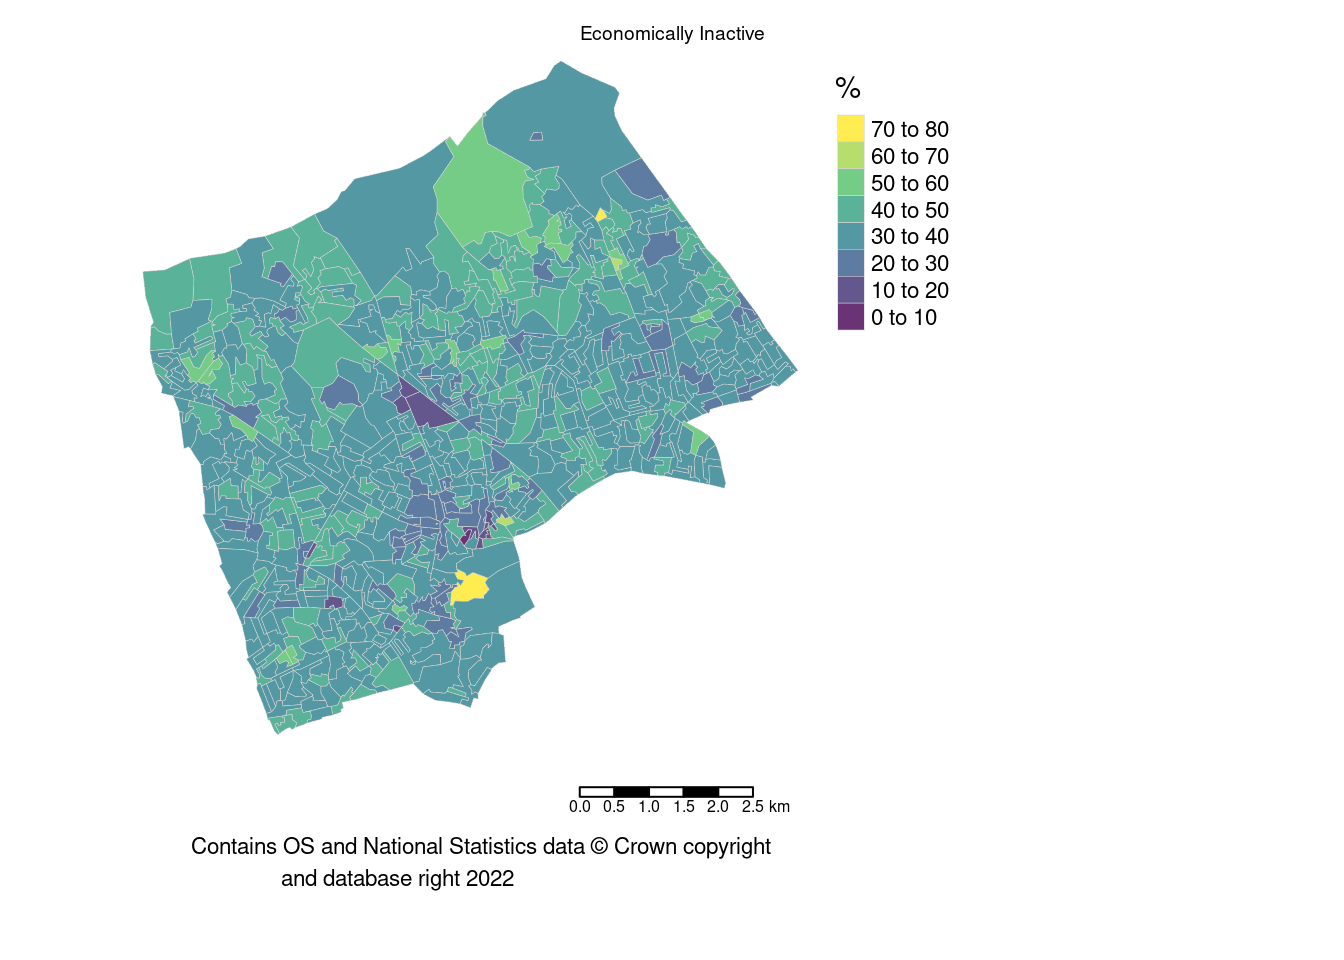 Economically Inactive
%
70 to 80
60 to 70
50 to 60
40 to 50
30 to 40
20 to 30
10 to 20
0 to 10
0.0 0.5 1.0 1.5 2.0 2.5 km
Contains OS and National Statistics data © Crown copyright
and database right 2022